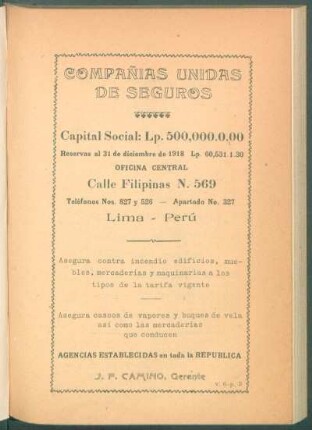 COMPAÑIAS UNIDAS
DE SEGUROS
Capital Social: Lp. 500,000.0.00
Reservas al 31 de diciembre de 1918 Lp. 60,531 1.30
OFICINA CENTRAL
Calle Filipinas N. 569
Teléfonos Nos. 627 y 526 — Apartado No. 327
Lima - Perú
Asegura contra incendio edificios, mue-
bles, mercaderías y maquinarias a los
tipos de la tarifa vigente
Asegura cascos de vapores y buques de vela
así como las mercaderías
que conducen
AGENCIAS ESTABLECIDAS en toda la REPUBLICA
J. P. CAMINO, Gerente